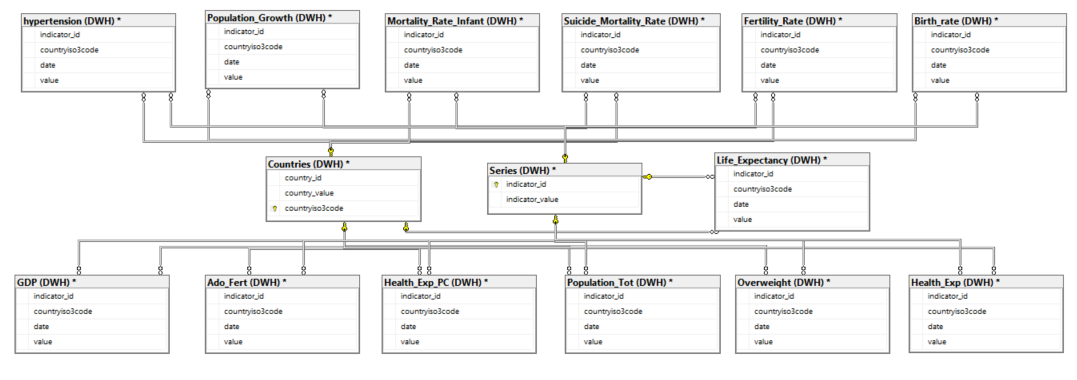 hypertension (DWH) *
indicator_id
countryiso3code
date
value
Population_Growth (DWH) *
indicator_id
countryiso3code
date
value
Mortality_Rate_Infant (DWH) *
indicator_id
countryiso3code
date
value
Suicide_Mortality_Rate (DWH) *
indicator_id
countryiso3code
date
value
Fertility_Rate (DWH) *
indicator_id
countryiso3code
date
value
Birth_rate (DWH) *
indicator_id
countryiso3code
date
value
Countries (DWH) *
country_id
country_value
countryiso3code
Series (DWH) *
indicator_id
indicator_value
Life_Expectancy (DWH) *
indicator_id
countryiso3code
date
value
GDP (DWH) *
indicator_id
countryiso3code
date
value
Ado_Fert (DWH) *
indicator_id
countryiso3code
date
value
Health_Exp_PC (DWH) *
indicator_id
countryiso3code
date
value
Population_Tot (DWH) *
indicator_id
countryiso3code
date
value
Overweight (DWH) *
indicator_id
countryiso3code
date
value
Health_Exp (DWH) *
indicator_id
countryiso3code
date
value